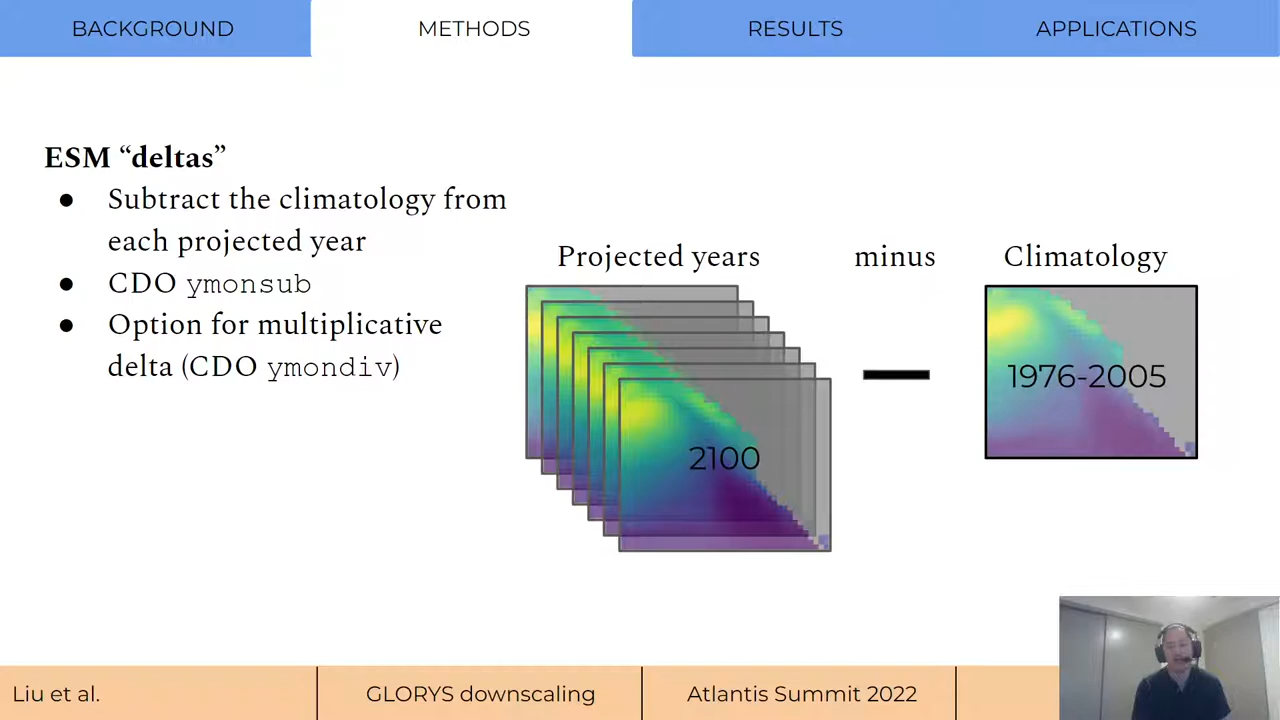 BACKGROUND
METHODS
RESULTS
APPLICATIONS
ESM “deltas”
● Subtract the climatology from
each projected year
● CDO ymonsub
● Option for multiplicative
delta (CDO ymondiv)
Projected years
minus
Climatology
2100
1976-2005
Liu et al.
GLORYS downscaling
Atlantis Summit 2022